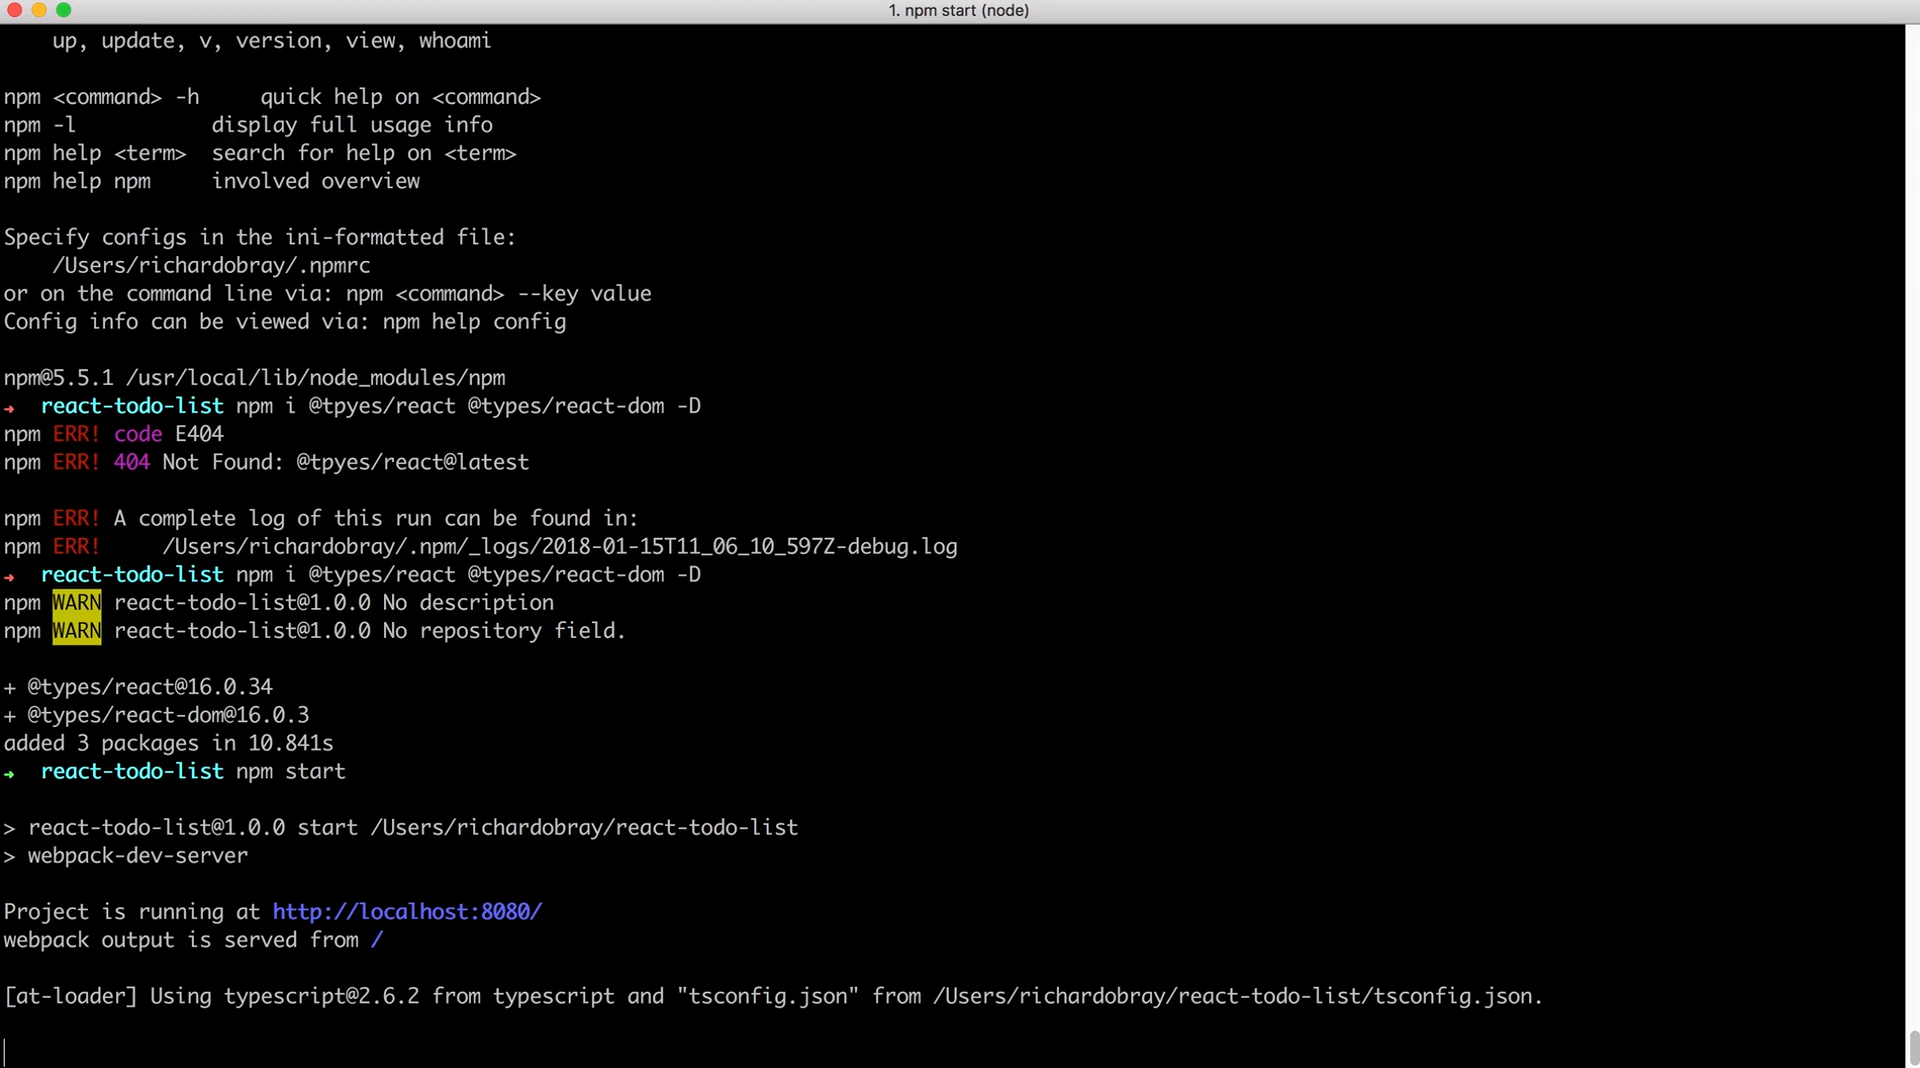 1. npm start (node)
up, update, v, version, view, whoami
npm <command> -h     quick help on <command>
npm -l           display full usage info
npm help <term>  search for help on <term>
npm help npm     involved overview
Specify configs in the ini-formatted file:
/Users/richardobray/.npmrc
or on the command line via: npm <command> --key value
Config info can be viewed via: npm help config
npm@5.5.1 /usr/local/lib/node_modules/npm
➜  react-todo-list npm i @tpyes/react @types/react-dom -D
npm ERR! code E404
npm ERR! 404 Not Found: @tpyes/react@latest
npm ERR! A complete log of this run can be found in:
npm ERR!     /Users/richardobray/.npm/_logs/2018-01-15T11_06_10_597Z-debug.log
➜  react-todo-list npm i @types/react @types/react-dom -D
npm WARN react-todo-list@1.0.0 No description
npm WARN react-todo-list@1.0.0 No repository field.
+ @types/react@16.0.34
+ @types/react-dom@16.0.3
added 3 packages in 10.841s
➜  react-todo-list npm start
> react-todo-list@1.0.0 start /Users/richardobray/react-todo-list
> webpack-dev-server
Project is running at http://localhost:8080/
webpack output is served from /
[at-loader] Using typescript@2.6.2 from typescript and "tsconfig.json" from /Users/richardobray/react-todo-list/tsconfig.json.